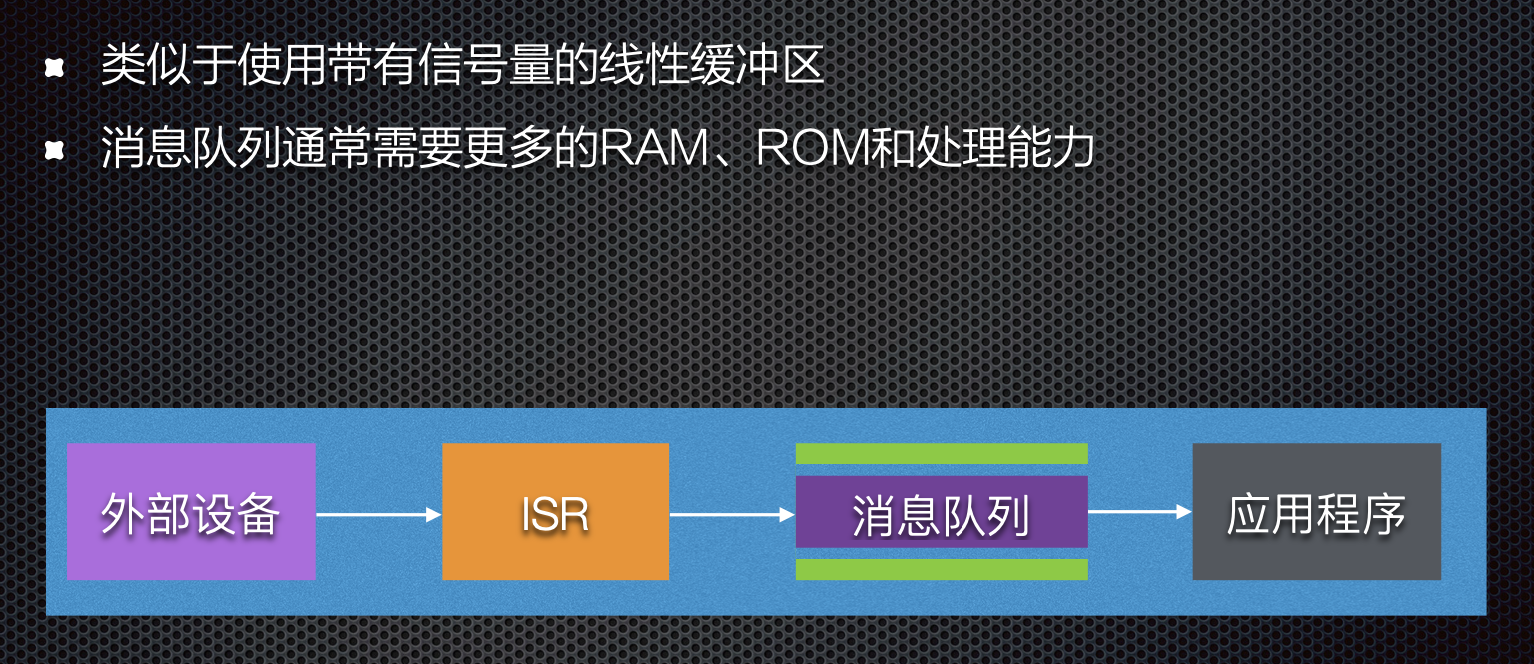 类似于使用带有信号量的线性缓冲区
消息队列通常需要更多的RAM、ROM和处理能力
外部设备
ISR
消息队列
应用程序